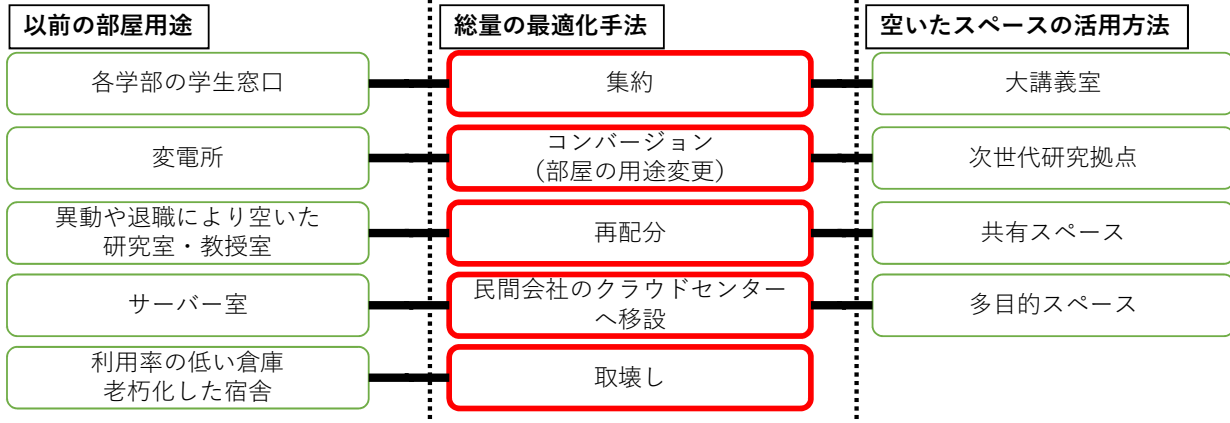 以前の部屋用途
総量の最適化手法
空いたスペースの活用方法
各学部の学生窓口
集約
大講義室
変電所
コンバージョン
（部屋の用途変更）
次世代研究拠点
異動や退職により空いた
研究室・教授室
再配分
共有スペース
サーバー室
民間会社のクラウドセンター
へ移設
多目的スペース
利用率の低い倉庫
老朽化した宿舎
取壊し